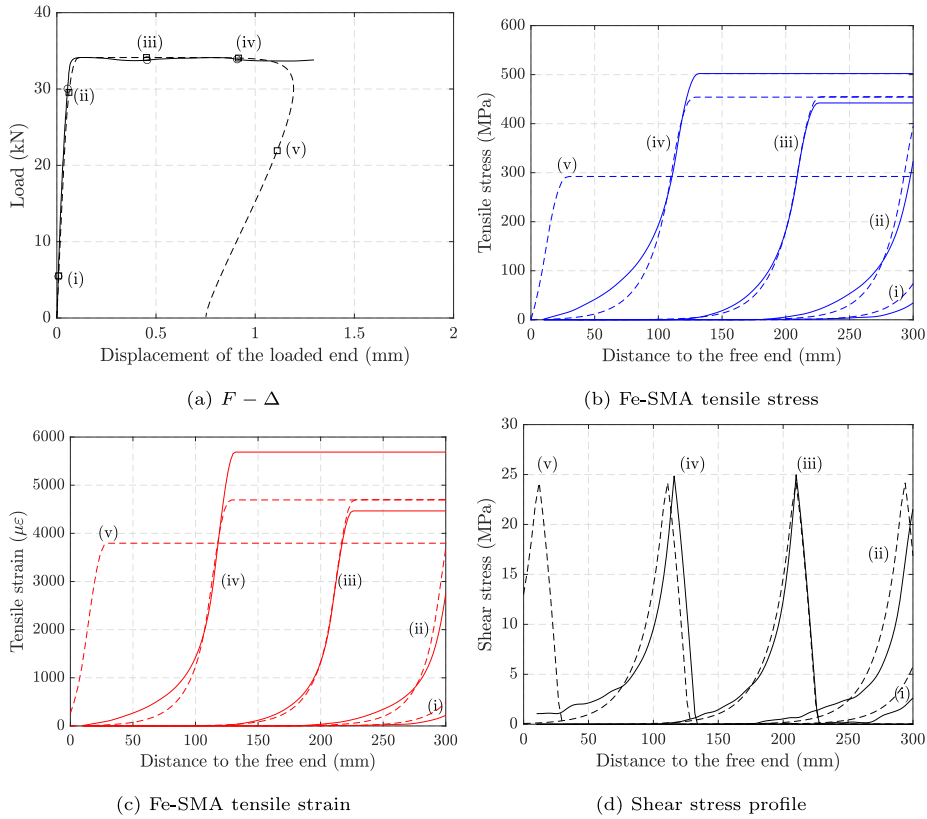 40
30
20
10
0
Load (kN)
(i)
(ii)
(iii)
(iv)
(v)
0 0.5 1 1.5 2
Displacement of the loaded end (mm)
(a) F − Δ
600
500
400
300
200
100
0
Tensile stress (MPa)
(v)
(iv)
(iii)
(ii)
(i)
0 50 100 150 200 250 300
Distance to the free end (mm)
(b) Fe-SMA tensile stress
6000
5000
4000
3000
2000
1000
0
Tensile strain (με)
(v)
(iv)
(iii)
(ii)
(i)
0 50 100 150 200 250 300
Distance to the free end (mm)
(c) Fe-SMA tensile strain
30
25
20
15
10
5
0
Shear stress (MPa)
(v)
(iv)
(iii)
(ii)
(i)
0 50 100 150 200 250 300
Distance to the free end (mm)
(d) Shear stress profile